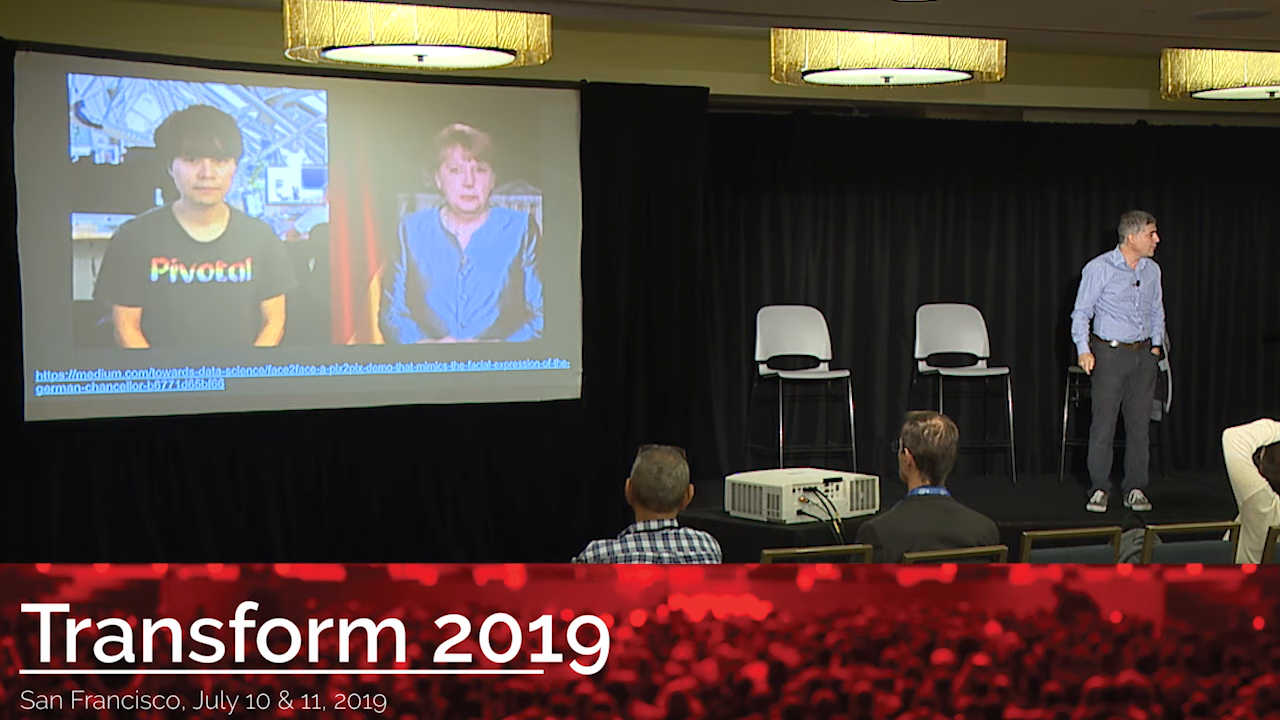 Pivotal
https://medium.com/towards-data-science/face2face-a-pix2pix-demo-that-mimics-the-facial-expression-of-the-
german-chancellor-b6771d65bf66
Transform 2019
San Francisco, July 10 & 11, 2019